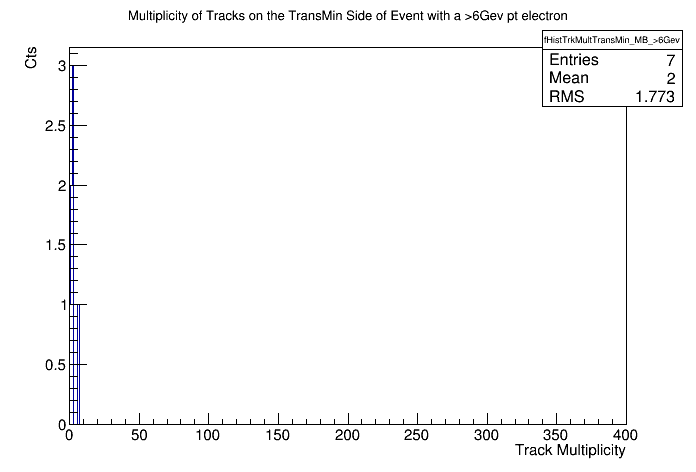 Multiplicity of Tracks on the TransMin Side of Event with a >6Gev pt electron
fHistTrkMultTransMin_MB_>6Gev
Entries 7
Mean 2
RMS 1.773
Cts
3
2.5
2
1.5
1
0.5
0
0 50 100 150 200 250 300 350 400
Track Multiplicity